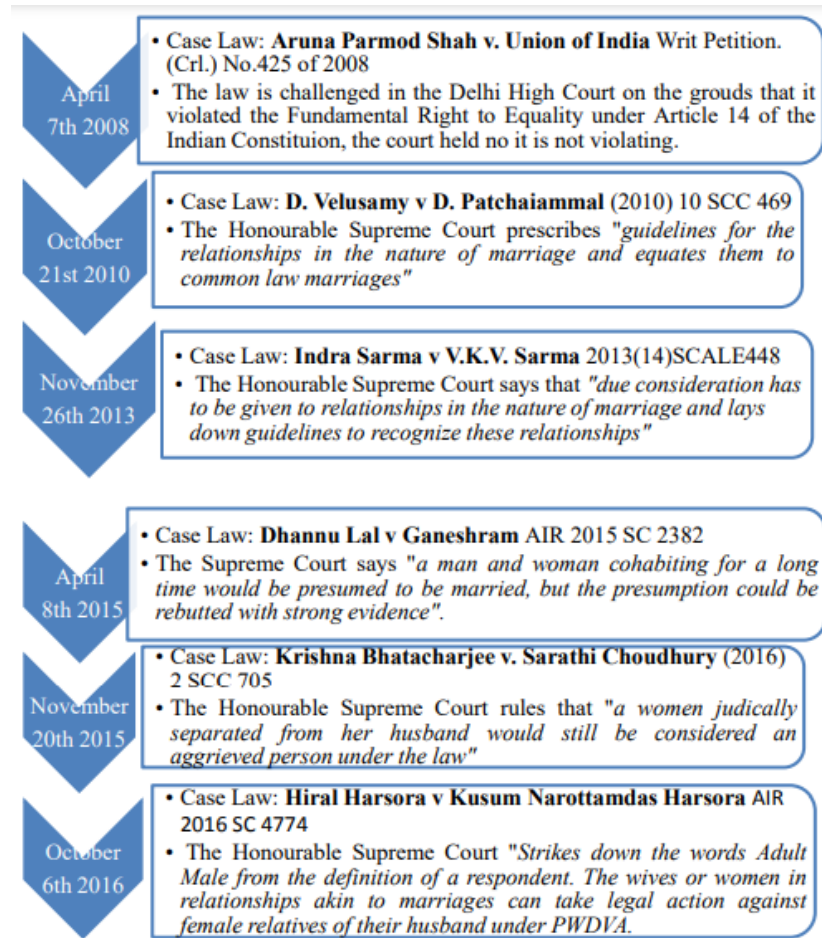 April
7th 2008
• Case Law: Aruna Parmod Shah v. Union of India Writ Petition.
(Crl.) No.425 of 2008
• The law is challenged in the Delhi High Court on the grouds that it
violated the Fundamental Right to Equality under Article 14 of the
Indian Constituion, the court held no it is not violating.
October
21st 2010
• Case Law: D. Velusamy v D. Patchaiammal (2010) 10 SCC 469
• The Honourable Supreme Court prescribes "guidelines for the
relationships in the nature of marriage and equates them to
common law marriages"
November
26th 2013
• Case Law: Indra Sarma v V.K.V. Sarma 2013(14)SCALE448
• The Honourable Supreme Court says that "due consideration has
to be given to relationships in the nature of marriage and lays
down guidelines to recognize these relationships"
April
8th 2015
• Case Law: Dhannu Lal v Ganeshram AIR 2015 SC 2382
• The Supreme Court says "a man and woman cohabiting for a long
time would be presumed to be married, but the presumption could be
rebutted with strong evidence".
November
20th 2015
• Case Law: Krishna Bhatacharjee v. Sarathi Choudhury (2016)
2 SCC 705
• The Honourable Supreme Court rules that "a women judically
separated from her husband would still be considered an
aggrieved person under the law"
October
6th 2016
• Case Law: Hiral Harsora v Kusum Narottamdas Harsora AIR
2016 SC 4774
• The Honourable Supreme Court "Strikes down the words Adult
Male from the definition of a respondent. The wives or women in
relationships akin to marriages can take legal action against
female relatives of their husband under PWDVA.